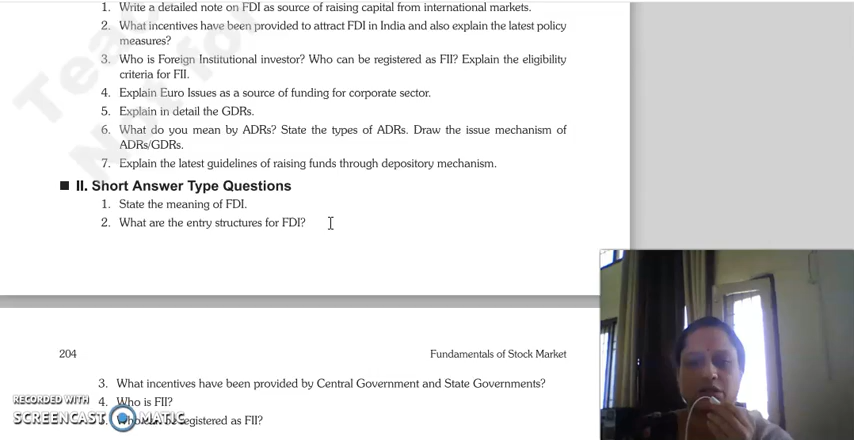 1. Write a detailed note on FDI as source of raising capital from international markets.
2. What incentives have been provided to attract FDI in India and also explain the latest policy
measures?
3. Who is Foreign Institutional investor? Who can be registered as FII? Explain the eligibility
criteria for FII.
4. Explain Euro Issues as a source of funding for corporate sector.
5. Explain in detail the GDRs.
6. What do you mean by ADRs? State the types of ADRs. Draw the issue mechanism of
ADRs/GDRs.
7. Explain the latest guidelines of raising funds through depository mechanism.
II. Short Answer Type Questions
1. State the meaning of FDI.
2. What are the entry structures for FDI?
204 Fundamentals of Stock Market
3. What incentives have been provided by Central Government and State Governments?
4. Who is FII?
registered as FII?
RECORDED WITH
SCREENCAST MATIC